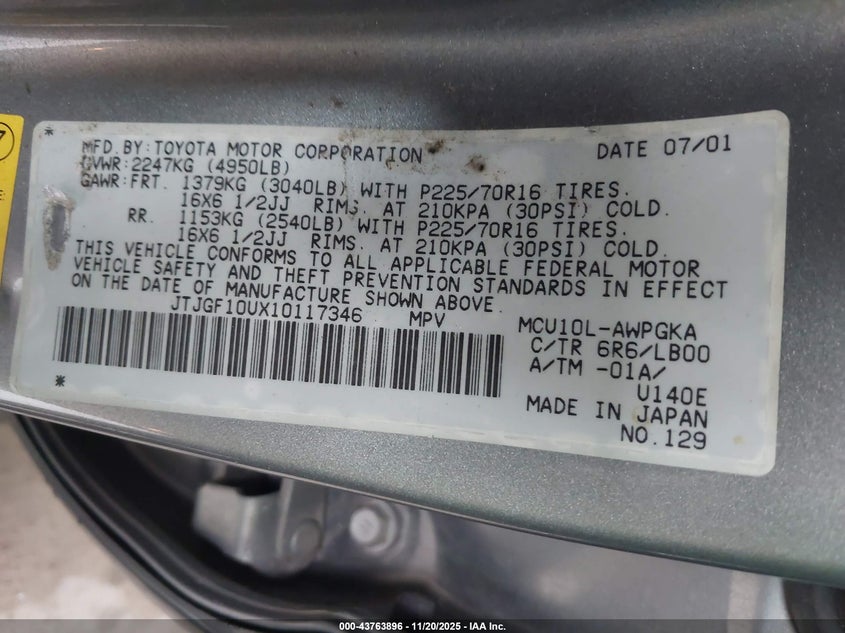 7
* MFD.BY:TOYOTA MOTOR CORPORATION DATE 07/01
GVWR:2247KG (4950LB)
GAWR:FRT. 1379KG (3040LB) WITH P225/70R16 TIRES.
16X6 1/2JJ RIMS. AT 210KPA (30PSI) COLD.
RR. 1153KG (2540LB) WITH P225/70R16 TIRES.
16X6 1/2JJ RIMS. AT 210KPA (30PSI) COLD.
THIS VEHICLE CONFORMS TO ALL APPLICABLE FEDERAL MOTOR
VEHICLE SAFETY AND THEFT PREVENTION STANDARDS IN EFFECT
ON THE DATE OF MANUFACTURE SHOWN ABOVE.
JTJGF10UX10117346 MPV MCU10L-AWPGKA
C/TR 6R6/LB00
A/TM -01A/
U140E
MADE IN JAPAN
* NO.129
000-43763896 - 11/20/2025 - IAA Inc.